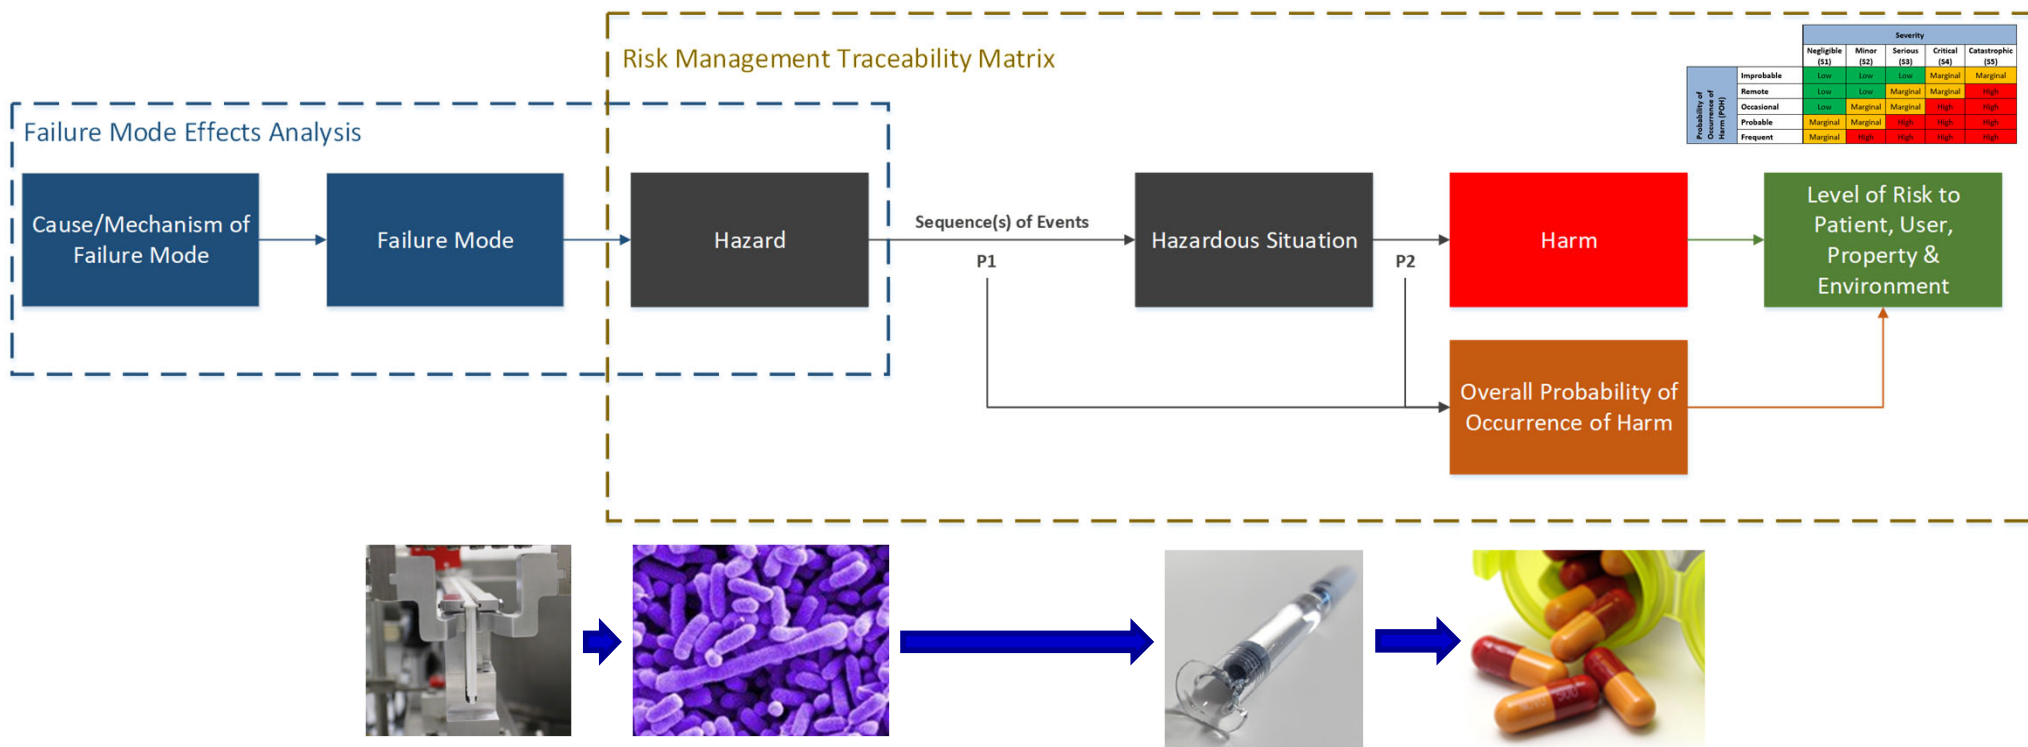 Risk Management Traceability Matrix
Severity
Negligible Minor Serious Critical Catastrophic
(S1) (S2) (S3) (S4) (S5)
Probability of
Occurrence of
Harm (POH)
Improbable Low Low Low Marginal Marginal
Remote Low Low Marginal Marginal High
Occasional Low Marginal Marginal High High
Probable Marginal Marginal High High High
Frequent Marginal High High High High
Failure Mode Effects Analysis
Cause/Mechanism of
Failure Mode
Failure Mode
Hazard
Sequence(s) of Events
P1
Hazardous Situation
P2
Harm
Level of Risk to
Patient, User,
Property &
Environment
Overall Probability of
Occurrence of Harm